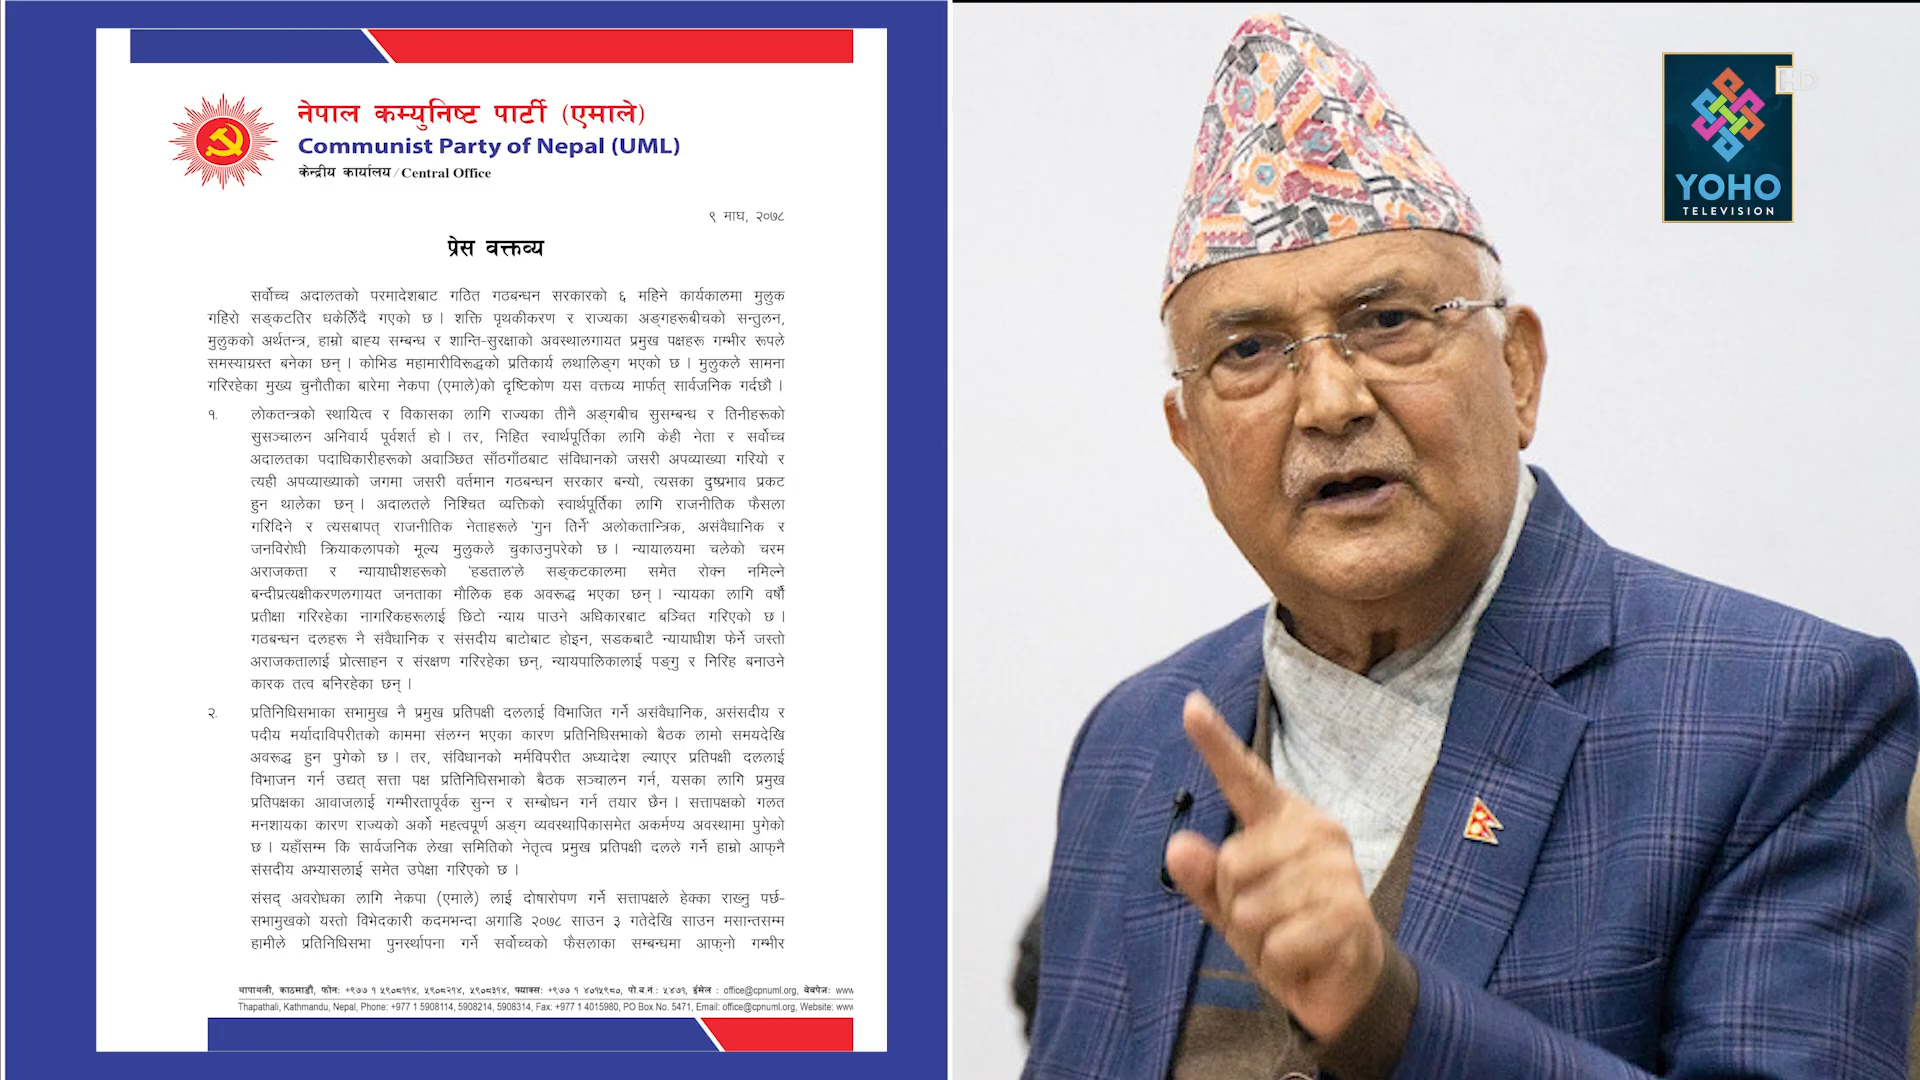 नेपाल कम्युनिष्ट पार्टी (एमाले)
Communist Party of Nepal (UML)
केन्द्रीय कार्यालय/Central Office
९ माघ, २०७८
प्रेस वक्तव्य
सर्वोच्च अदालतको परमादेशबाट गठित गठबन्धन सरकारको ६ महिने कार्यकालमा मुलुक
गहिरो सङ्कटतिर धकेलिँदै गएको छ । शक्ति पृथकीकरण र राज्यका अङ्गहरूबीचको सन्तुलन,
मुलुकको अर्थतन्त्र, हाम्रो बाह्य सम्बन्ध र शान्ति-सुरक्षाको अवस्थालगायत प्रमुख पक्षहरू गम्भीर रूपले
समस्याग्रस्त बनेका छन् । कोभिड महामारीविरूद्धको प्रतिकार्य लथालिङ्ग भएको छ । मुलुकले सामना
गरिरहेका मुख्य चुनौतीका बारेमा नेकपा (एमाले)को दृष्टिकोण यस वक्तव्य मार्फत् सार्वजनिक गर्दछौं ।
१. लोकतन्त्रको स्थायित्व र विकासका लागि राज्यका तीनै अङ्गबीच सुसम्बन्ध र तिनीहरूको
सुसञ्चालन अनिवार्य पूर्वशर्त हो । तर, निहित स्वार्थपूर्तिका लागि केही नेता र सर्वोच्च
अदालतका पदाधिकारीहरूको अवाञ्छित साँठगाँठबाट संविधानको जसरी अपव्याख्या गरियो र
त्यही अपव्याख्याको जगमा जसरी वर्तमान गठबन्धन सरकार बन्यो, त्यसका दुष्प्रभाव प्रकट
हुन थालेका छन् । अदालतले निश्चित व्यक्तिको स्वार्थपूर्तिका लागि राजनीतिक फैसला
गरिदिने र त्यसबापत् राजनीतिक नेताहरूले 'गुन तिर्ने' अलोकतान्त्रिक, असंवैधानिक र
जनविरोधी क्रियाकलापको मूल्य मुलुकले चुकाउनुपरेको छ । न्यायालयमा चलेको चरम
अराजकता र न्यायाधीशहरूको 'हडताल'ले सङ्कटकालमा समेत रोक्न नमिल्ने
बन्दीप्रत्यक्षीकरणलगायत जनताका मौलिक हक अवरूद्ध भएका छन् । न्यायका लागि वर्षौं
प्रतीक्षा गरिरहेका नागरिकहरूलाई छिटो न्याय पाउने अधिकारबाट बञ्चित गरिएको छ ।
गठबन्धन दलहरू नै संवैधानिक र संसदीय बाटोबाट होइन, सडकबाटै न्यायाधीश फेर्ने जस्तो
अराजकतालाई प्रोत्साहन र संरक्षण गरिरहेका छन्, न्यायपालिकालाई पङ्गु र निरिह बनाउने
कारक तत्व बनिरहेका छन् ।
२. प्रतिनिधिसभाका सभामुख नै प्रमुख प्रतिपक्षी दललाई विभाजित गर्ने असंवैधानिक, असंसदीय र
पदीय मर्यादाविपरीतको काममा संलग्न भएका कारण प्रतिनिधिसभाको बैठक लामो समयदेखि
अवरूद्ध हुन पुगेको छ । तर, संविधानको मर्मविपरीत अध्यादेश ल्याएर प्रतिपक्षी दललाई
विभाजन गर्न उद्यत् सत्ता पक्ष प्रतिनिधिसभाको बैठक सञ्चालन गर्न, यसका लागि प्रमुख
प्रतिपक्षका आवाजलाई गम्भीरतापूर्वक सुन्न र सम्बोधन गर्न तयार छैन । सत्तापक्षको गलत
मनशायका कारण राज्यको अर्को महत्वपूर्ण अङ्ग व्यवस्थापिकासमेत अकर्मण्य अवस्थामा पुगेको
छ । यहाँसम्म कि सार्वजनिक लेखा समितिको नेतृत्व प्रमुख प्रतिपक्षी दलले गर्ने हाम्रो आफ्नै
संसदीय अभ्यासलाई समेत उपेक्षा गरिएको छ ।
संसद् अवरोधका लागि नेकपा (एमाले) लाई दोषारोपण गर्ने सत्तापक्षले हेक्का राख्नु पर्छ-
सभामुखको यस्तो विभेदकारी कदमभन्दा अगाडि २०७८ साउन ३ गतेदेखि साउन मसान्तसम्म
हामीले प्रतिनिधिसभा पुनर्स्थापना गर्ने सर्वोच्चको फैसलाका सम्बन्धमा आफ्नो गम्भीर
थापाथली, काठमाडौं, फोनः +९७७ १ ५९०८११४, ५९०८२१४, ५९०८३१४, फ्याक्सः +९७७ १ ४०१५९८०, पो.ब.नं.: ५४७१, ईमेल : office@cpnuml.org, वेबपेजः www
Thapathali, Kathmandu, Nepal, Phone: +977 1 5908114, 5908214, 5908314, Fax: +977 1 4015980, PO Box No. 5471, Email: office@cpnuml.org, Website: www
HD
YOHO
TELEVISION